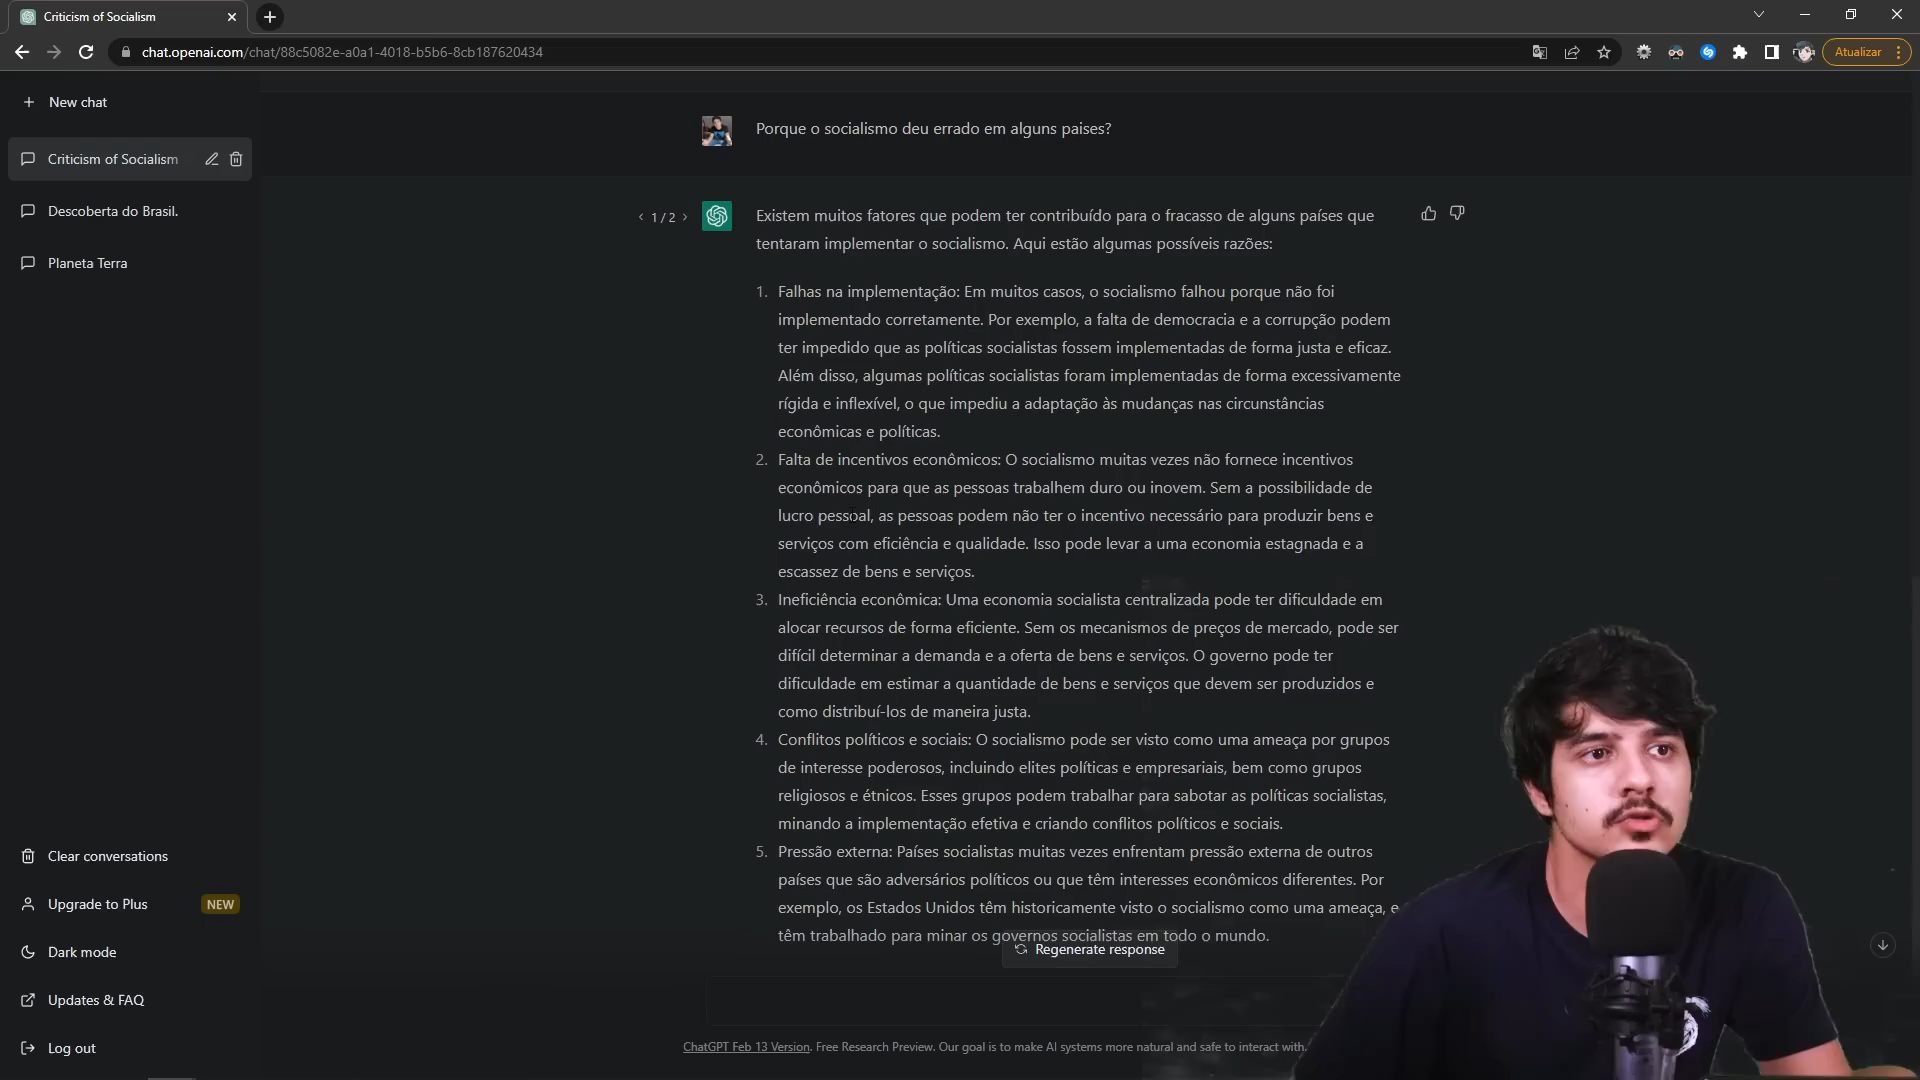 Criticism of Socialism
chat.openai.com/chat/88c5082e-a0a1-4018-b5b6-8cb187620434
Atualizar
New chat
Criticism of Socialism
Descoberta do Brasil.
Planeta Terra
Clear conversations
Upgrade to Plus
NEW
Dark mode
Updates & FAQ
Log out
Porque o socialismo deu errado em alguns paises?
1 / 2
Existem muitos fatores que podem ter contribuído para o fracasso de alguns países que
tentaram implementar o socialismo. Aqui estão algumas possíveis razões:
1. Falhas na implementação: Em muitos casos, o socialismo falhou porque não foi
implementado corretamente. Por exemplo, a falta de democracia e a corrupção podem
ter impedido que as políticas socialistas fossem implementadas de forma justa e eficaz.
Além disso, algumas políticas socialistas foram implementadas de forma excessivamente
rígida e inflexível, o que impediu a adaptação às mudanças nas circunstâncias
econômicas e políticas.
2. Falta de incentivos econômicos: O socialismo muitas vezes não fornece incentivos
econômicos para que as pessoas trabalhem duro ou inovem. Sem a possibilidade de
lucro pessoal, as pessoas podem não ter o incentivo necessário para produzir bens e
serviços com eficiência e qualidade. Isso pode levar a uma economia estagnada e a
escassez de bens e serviços.
3. Ineficiência econômica: Uma economia socialista centralizada pode ter dificuldade em
alocar recursos de forma eficiente. Sem os mecanismos de preços de mercado, pode ser
difícil determinar a demanda e a oferta de bens e serviços. O governo pode ter
dificuldade em estimar a quantidade de bens e serviços que devem ser produzidos e
como distribuí-los de maneira justa.
4. Conflitos políticos e sociais: O socialismo pode ser visto como uma ameaça por grupos
de interesse poderosos, incluindo elites políticas e empresariais, bem como grupos
religiosos e étnicos. Esses grupos podem trabalhar para sabotar as políticas socialistas,
minando a implementação efetiva e criando conflitos políticos e sociais.
5. Pressão externa: Países socialistas muitas vezes enfrentam pressão externa de outros
países que são adversários políticos ou que têm interesses econômicos diferentes. Por
exemplo, os Estados Unidos têm historicamente visto o socialismo como uma ameaça, e
têm trabalhado para minar os governos socialistas em todo o mundo.
Regenerate response
ChatGPT Feb 13 Version. Free Research Preview. Our goal is to make AI systems more natural and safe to interact with.